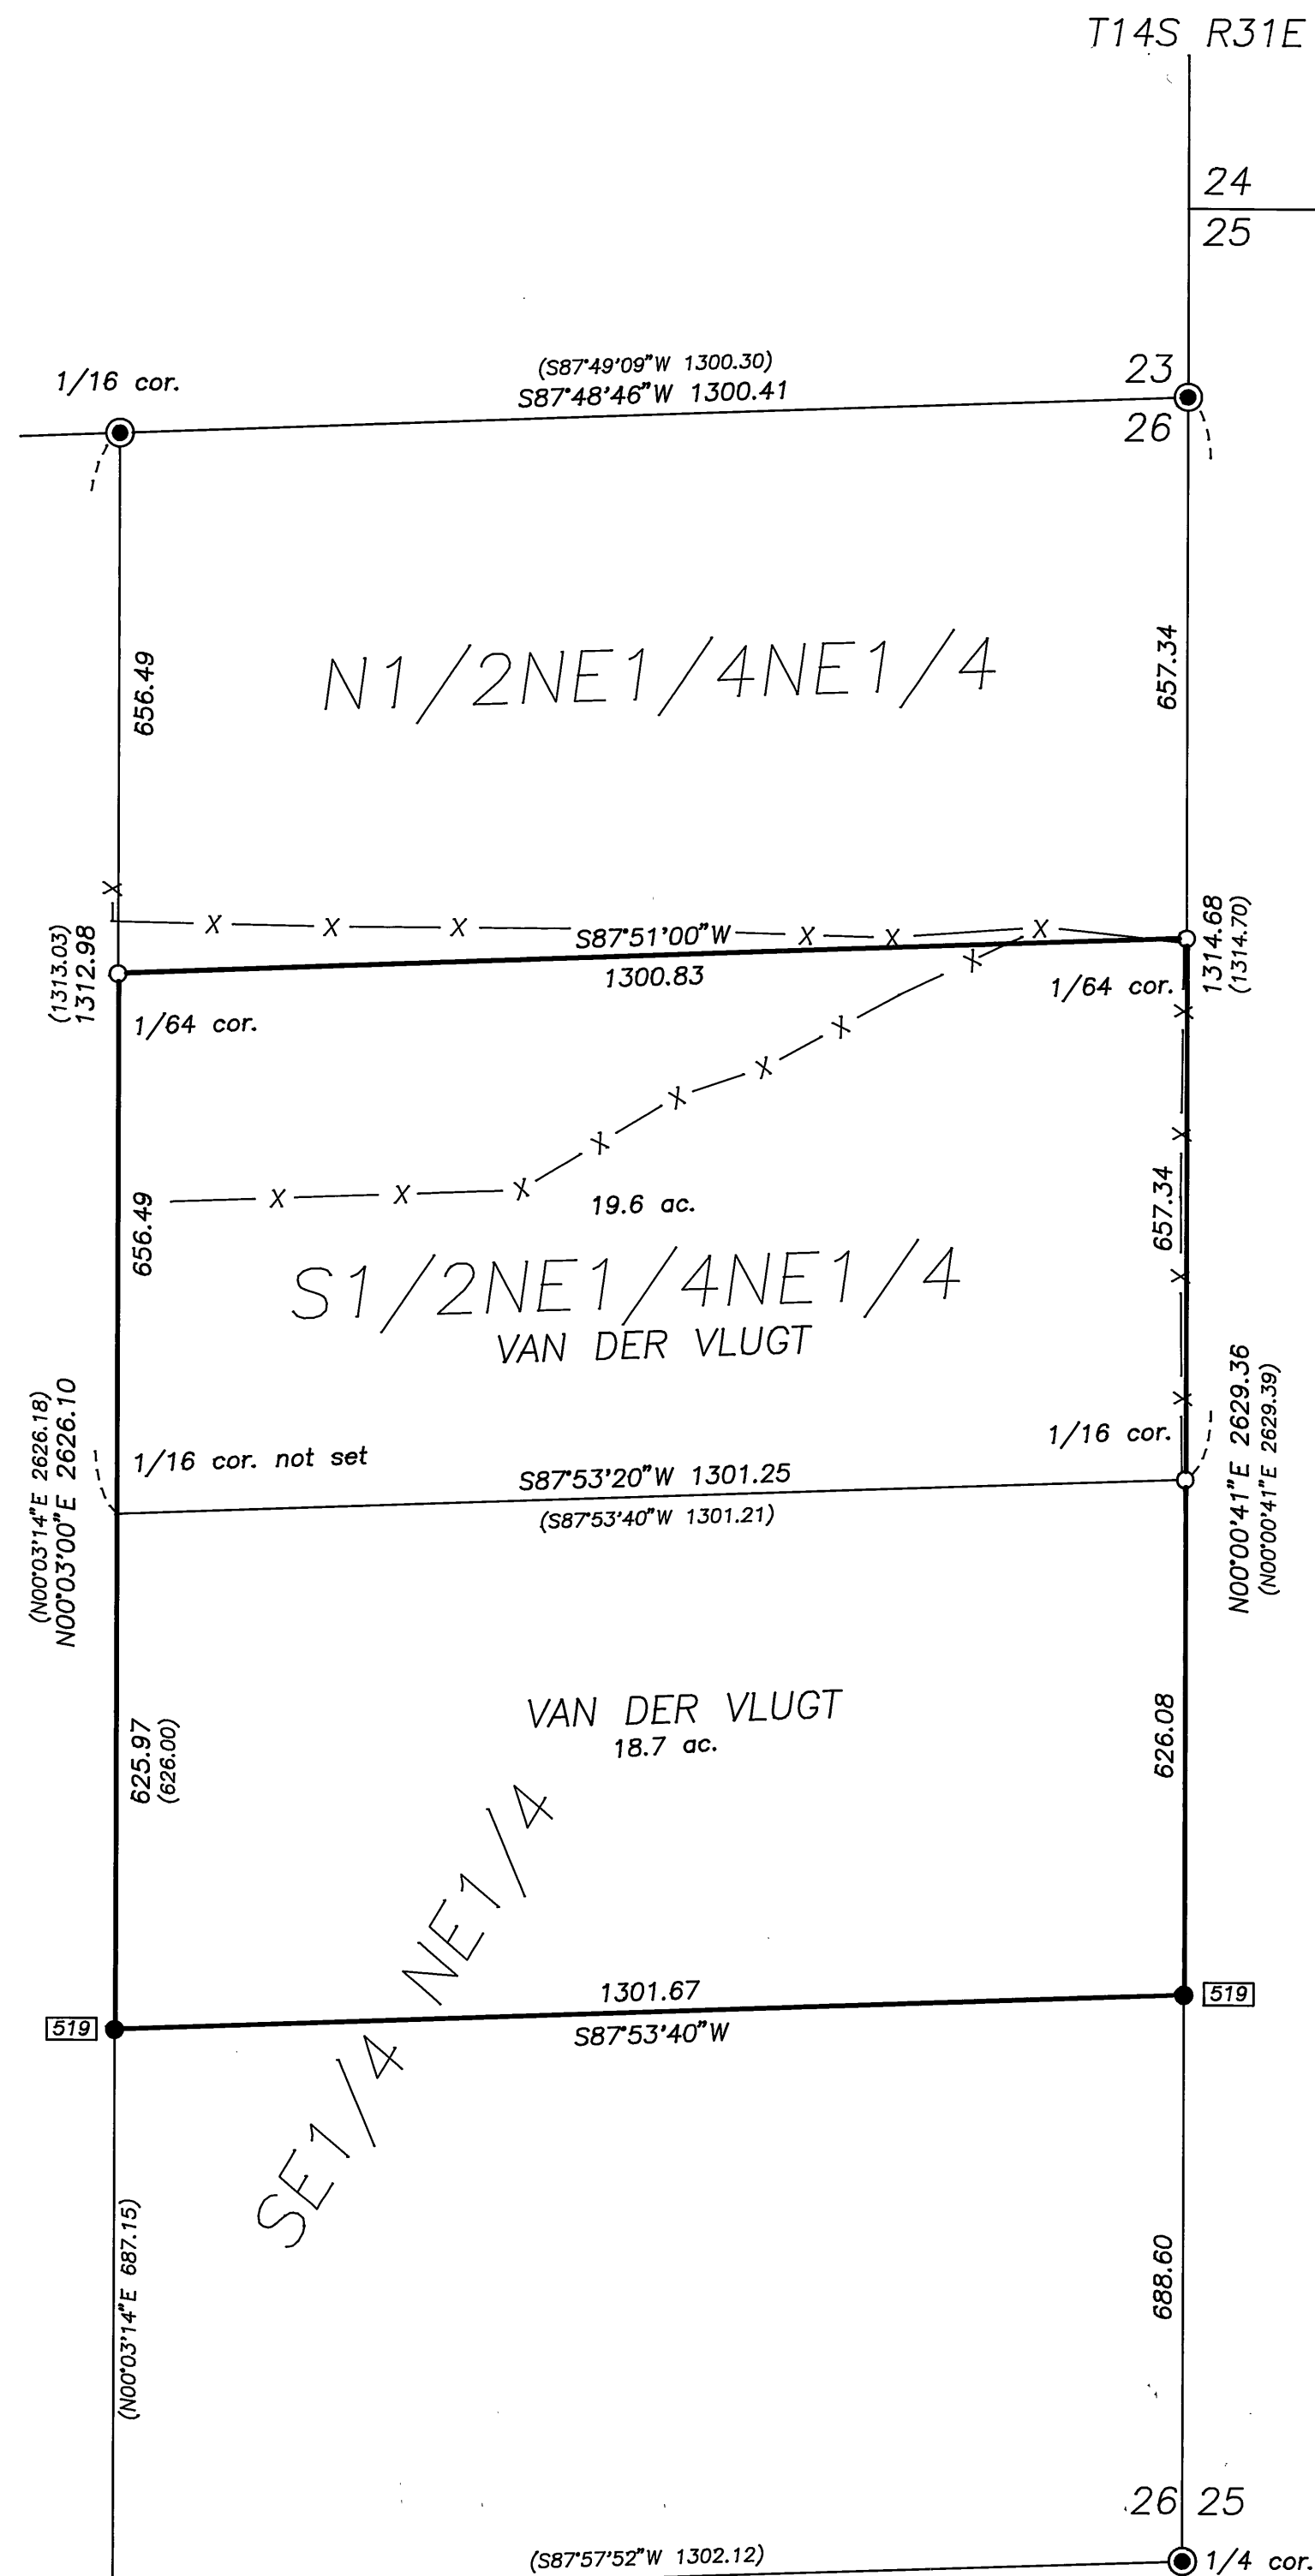 T14S R31E
24
25
(S87°49'09"W 1300.30)
S87°48'46"W 1300.41
1/16 cor.
23
26
N1/2NE1/4NE1/4
656.49
657.34
S87°51'00"W
1300.83
(1313.03)
1312.98
1314.68
(1314.70)
1/64 cor.
1/64 cor.
656.49
657.34
19.6 ac.
S1/2NE1/4NE1/4
VAN DER VLUGT
(N00°03'14"E 2626.18)
N00°03'00"E 2626.10
N00°00'41"E 2629.36
(N00°00'41"E 2629.39)
1/16 cor. not set
1/16 cor.
S87°53'20"W 1301.25
(S87°53'40"W 1301.21)
VAN DER VLUGT
18.7 ac.
625.97
(626.00)
626.08
SE1/4 NE1/4
1301.67
S87°53'40"W
519
519
(N00°03'14"E 687.15)
688.60
26 25
(S87°57'52"W 1302.12)
1/4 cor.